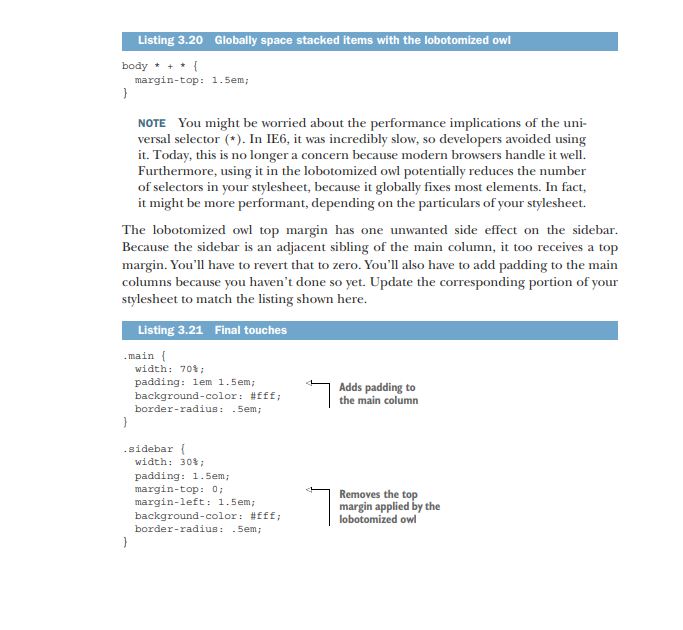 Listing 3.20 Globally space stacked items with the lobotomized owl
body * + * {
margin-top: 1.5em;
}
NOTE You might be worried about the performance implications of the uni-
versal selector (*). In IE6, it was incredibly slow, so developers avoided using
it. Today, this is no longer a concern because modern browsers handle it well.
Furthermore, using it in the lobotomized owl potentially reduces the number
of selectors in your stylesheet, because it globally fixes most elements. In fact,
it might be more performant, depending on the particulars of your stylesheet.
The lobotomized owl top margin has one unwanted side effect on the sidebar.
Because the sidebar is an adjacent sibling of the main column, it too receives a top
margin. You'll have to revert that to zero. You'll also have to add padding to the main
columns because you haven't done so yet. Update the corresponding portion of your
stylesheet to match the listing shown here.
Listing 3.21 Final touches
.main {
width: 70%;
padding: 1em 1.5em;
background-color: #fff;
border-radius: .5em;
}
Adds padding to
the main column
.sidebar {
width: 30%;
padding: 1.5em;
margin-top: 0;
margin-left: 1.5em;
background-color: #fff;
border-radius: .5em;
}
Removes the top
margin applied by the
lobotomized owl